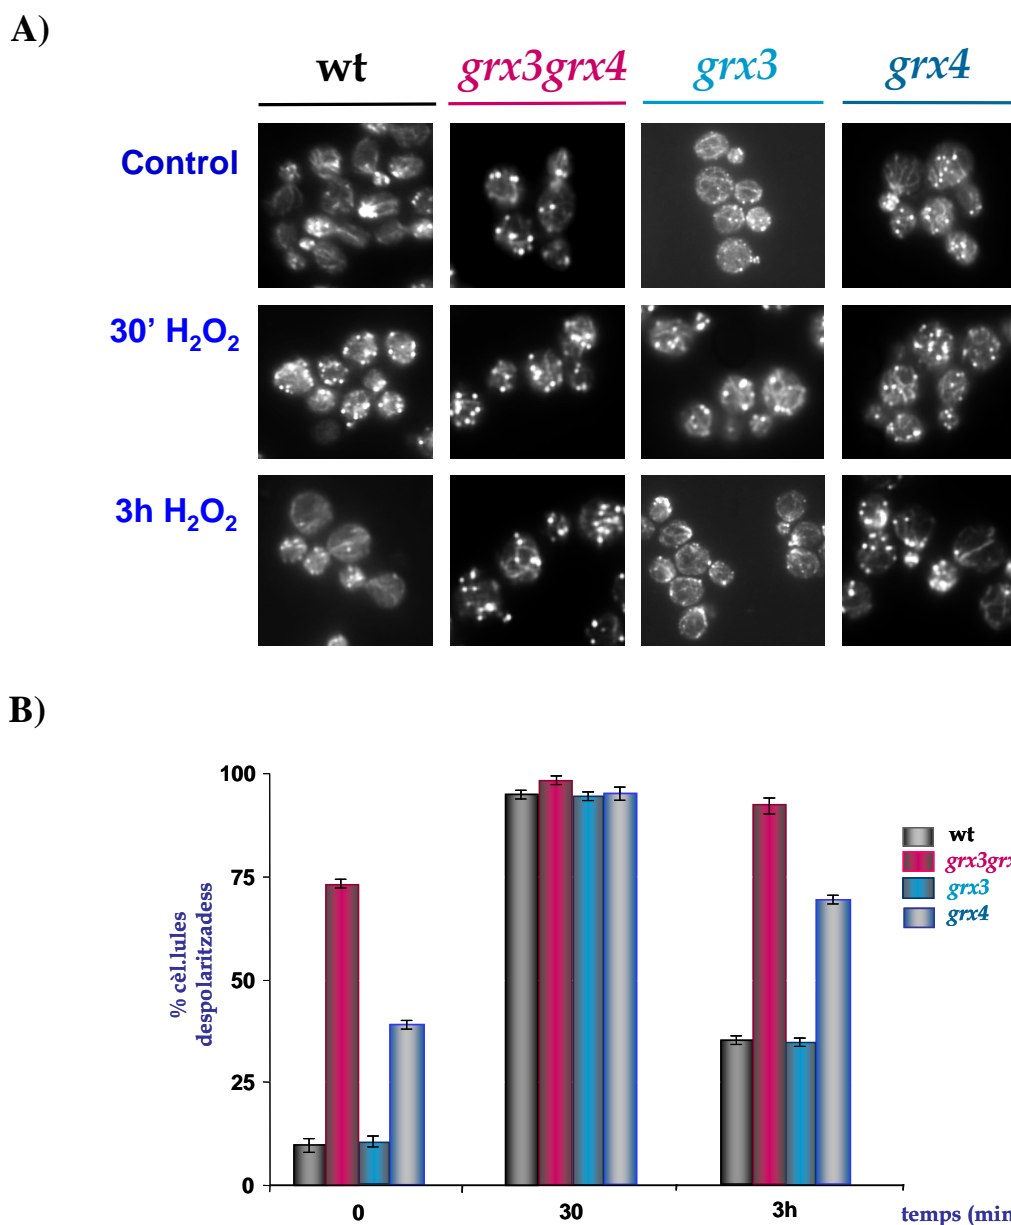 A)
wt grx3grx4 grx3 grx4
Control
30’ H₂O₂
3h H₂O₂
B)
100
75
50
25
0
% cèl.lules
despolaritzadess
wt
grx3grx
grx3
grx4
0 30 3h temps (min